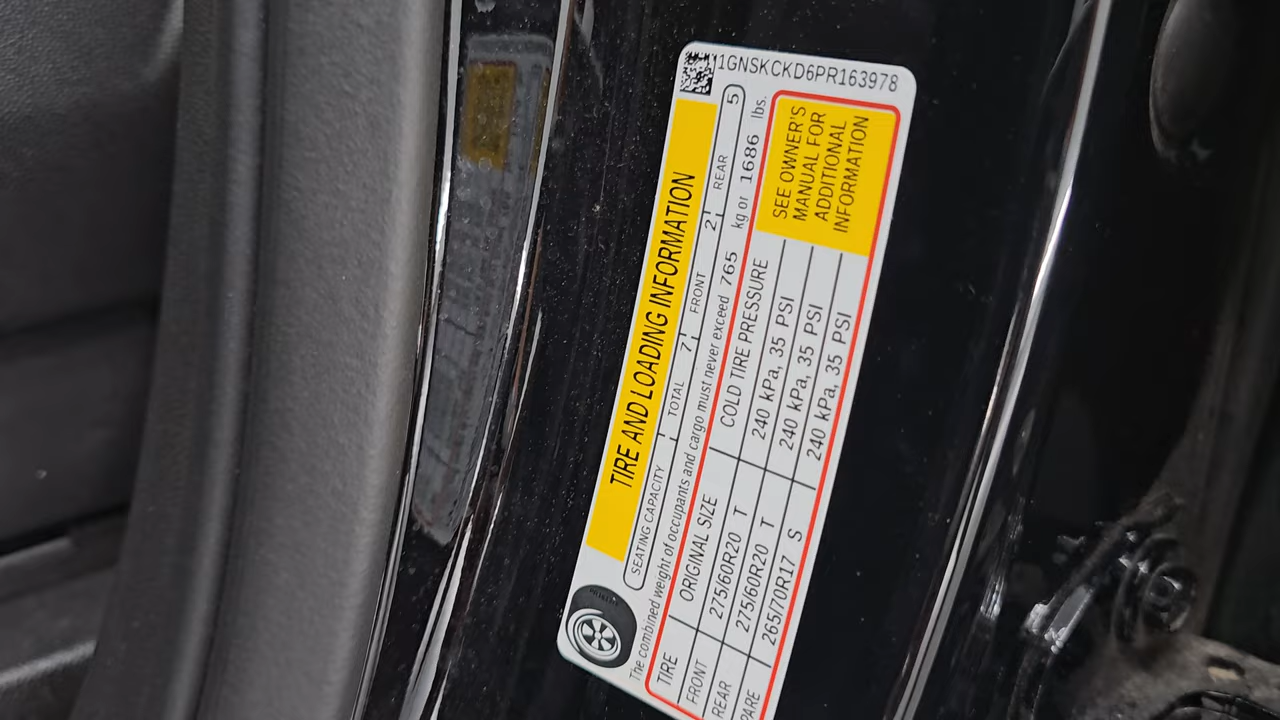 1GNSKCKD6PR163978
TIRE AND LOADING INFORMATION
SEATING CAPACITY TOTAL 7 FRONT 2 REAR 5
The combined weight of occupants and cargo must never exceed 765 kg or 1686 lbs.
TIRE ORIGINAL SIZE COLD TIRE PRESSURE
FRONT 275/60R20 T 240 kPa, 35 PSI
REAR 275/60R20 T 240 kPa, 35 PSI
PARE 265/70R17 S 240 kPa, 35 PSI
SEE OWNER'S
MANUAL FOR
ADDITIONAL
INFORMATION